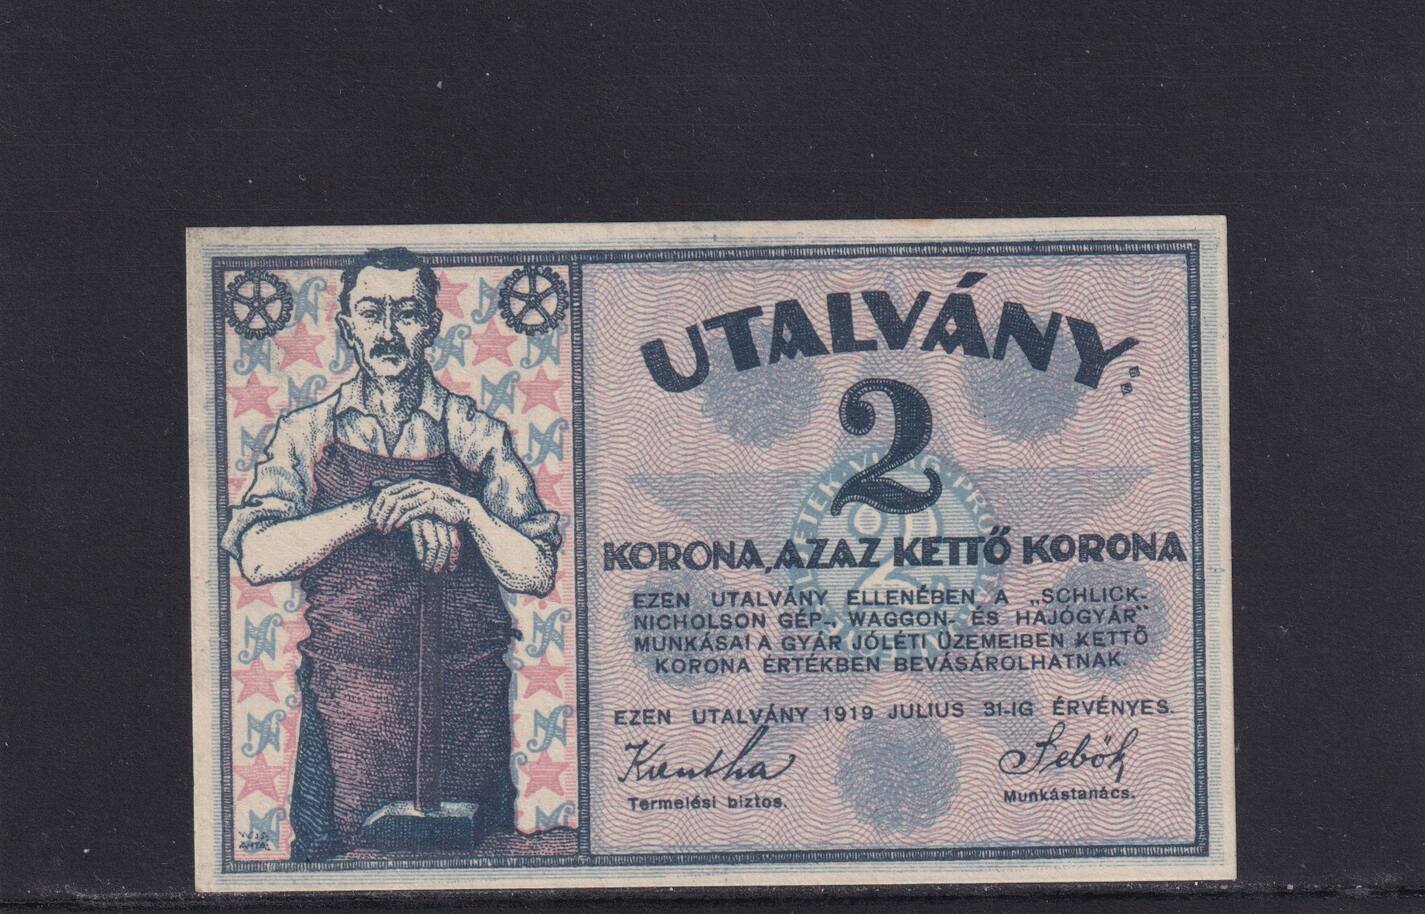 UTALVÁNY
2
KORONA, AZAZ KETTŐ KORONA
EZEN UTALVÁNY ELLENÉBEN A „SCHLICK-
NICHOLSON GÉP-, WAGGON- ÉS HAJÓGYÁR"
MUNKÁSAI A GYÁR JÓLÉTI ÜZEMEIBEN KETTŐ
KORONA ÉRTÉKBEN BEVÁSÁROLHATNAK.
EZEN UTALVÁNY 1919 JULIUS 31-IG ÉRVÉNYES.
Sebők
Termelési biztos. Munkástanács.